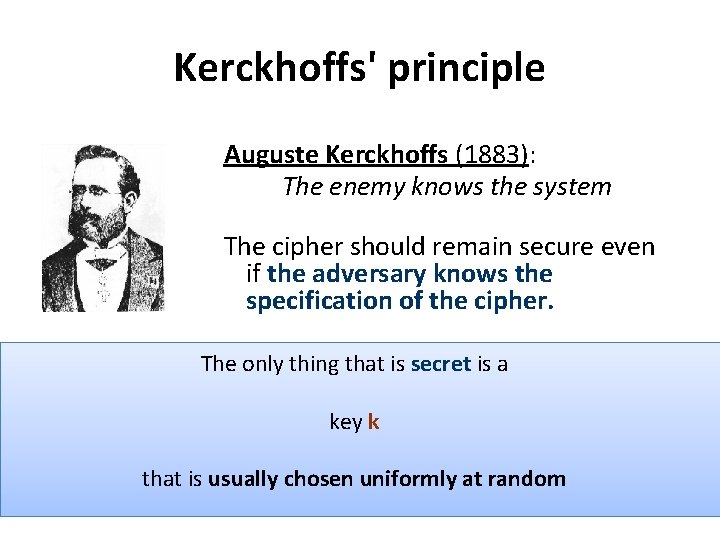 Kerckhoffs' principle
Auguste Kerckhoffs (1883):
The enemy knows the system
The cipher should remain secure even
if the adversary knows the
specification of the cipher.
The only thing that is secret is a
key k
that is usually chosen uniformly at random